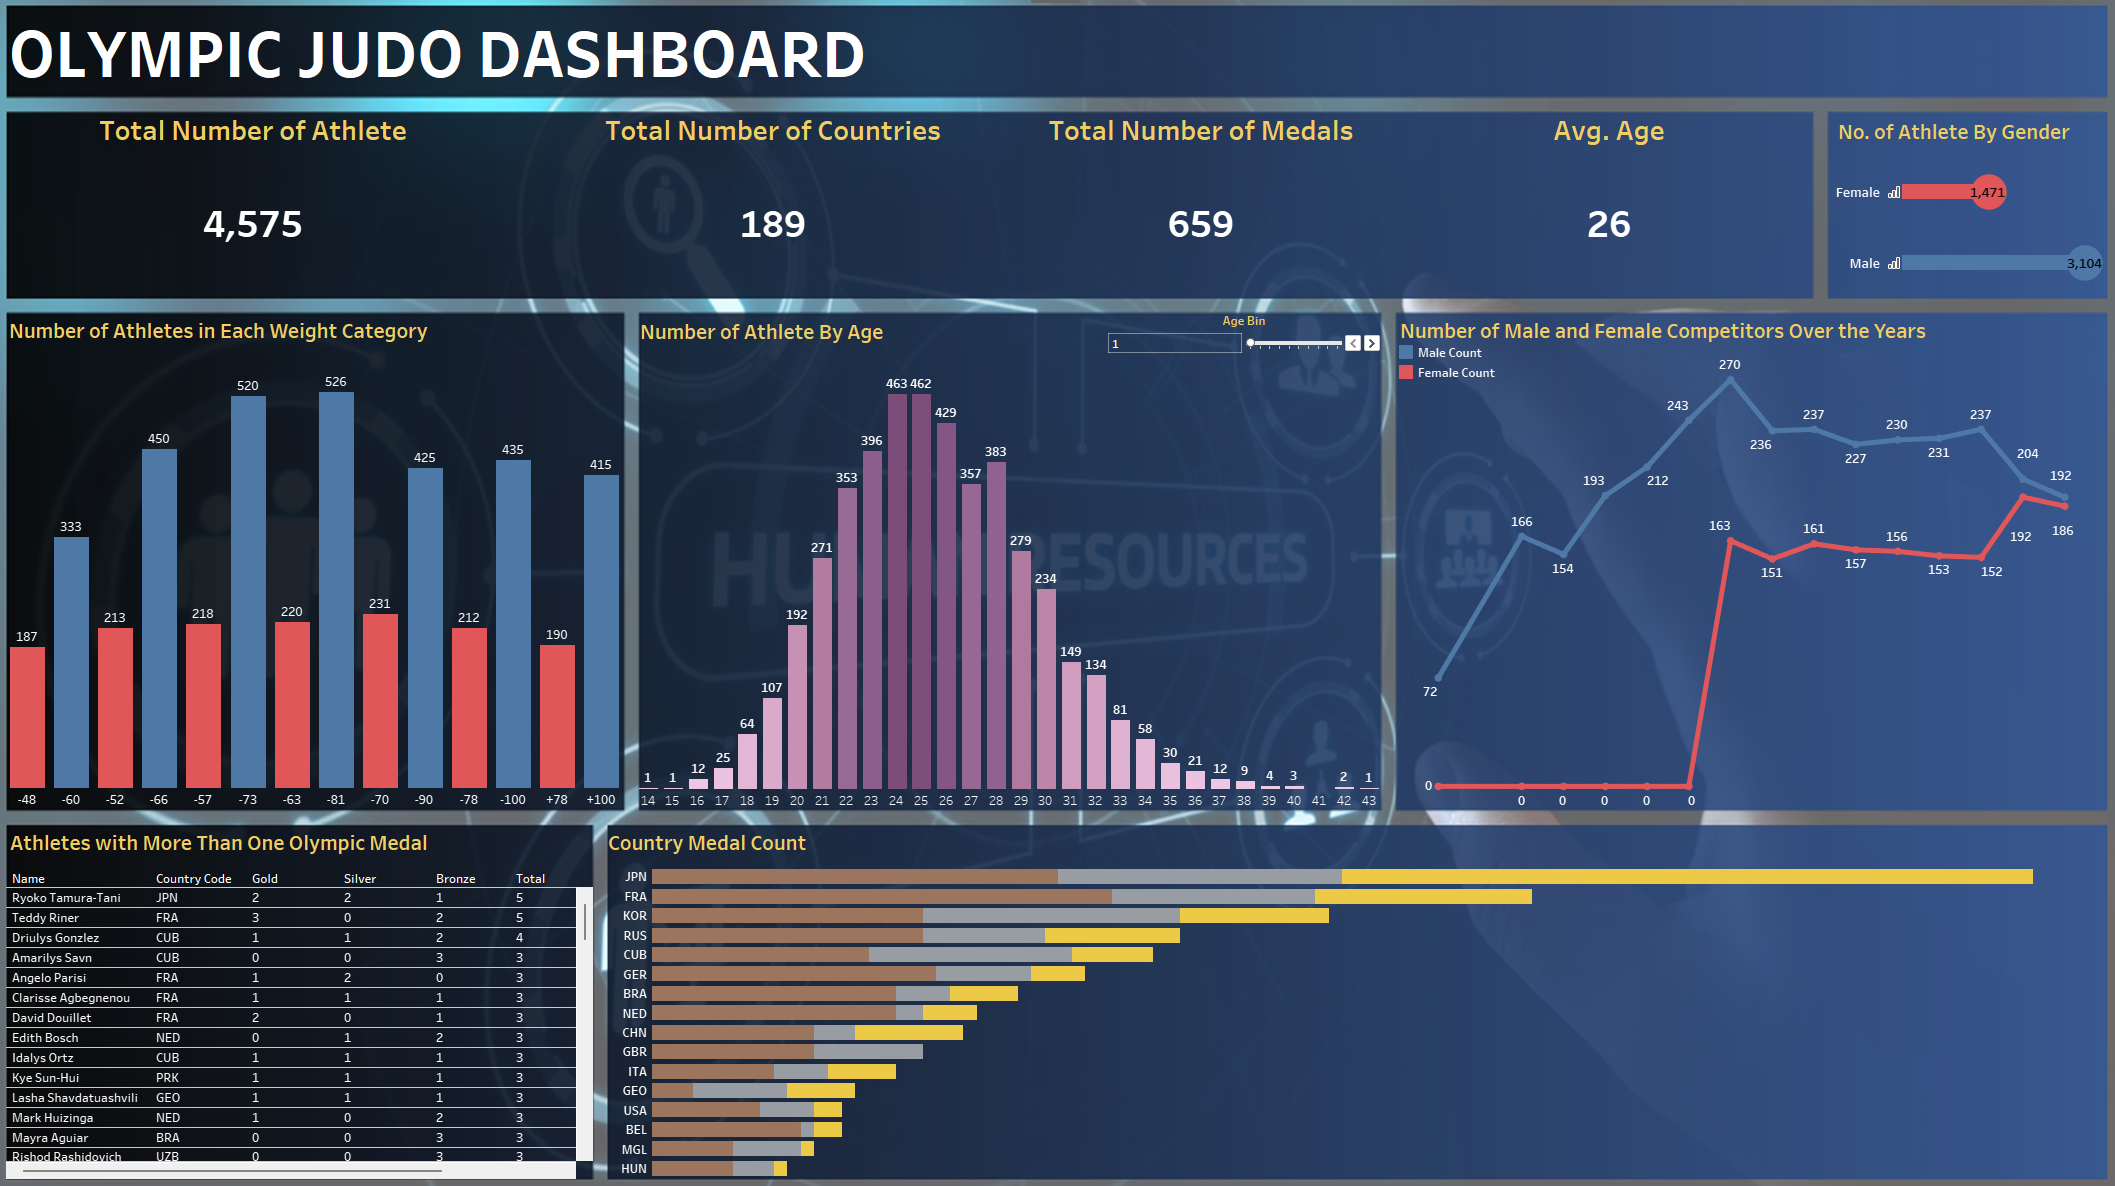 OLYMPIC JUDO DASHBOARD
Total Number of Athlete
4,575
Total Number of Countries
189
Total Number of Medals
659
Avg. Age
26
No. of Athlete By Gender
Female 1,471
Male 3,104
Number of Athletes in Each Weight Category
187 333 213 450 218 520 220 526 231 425 212 435 190 415
-48 -60 -52 -66 -57 -73 -63 -81 -70 -90 -78 -100 +78 +100
Number of Athlete By Age
Age Bin
1
1 1 12 25 64 107 192 271 353 396 463 462 429 357 383 279 234 149 134 81 58 30 21 12 9 4 3 2 1
14 15 16 17 18 19 20 21 22 23 24 25 26 27 28 29 30 31 32 33 34 35 36 37 38 39 40 41 42 43
HUMAN RESOURCES
Number of Male and Female Competitors Over the Years
Male Count
Female Count
72 166 154 193 212 243 270 236 237 227 230 231 237 204 192
0 0 0 0 0 0 163 151 161 157 156 153 152 192 186
Athletes with More Than One Olympic Medal
Name Country Code Gold Silver Bronze Total
Ryoko Tamura-Tani JPN 2 2 1 5
Teddy Riner FRA 3 0 2 5
Driulys Gonzlez CUB 1 1 2 4
Amarilys Savn CUB 0 0 3 3
Angelo Parisi FRA 1 2 0 3
Clarisse Agbegnenou FRA 1 1 1 3
David Douillet FRA 2 0 1 3
Edith Bosch NED 0 1 2 3
Idalys Ortz CUB 1 1 1 3
Kye Sun-Hui PRK 1 1 1 3
Lasha Shavdatuashvili GEO 1 1 1 3
Mark Huizinga NED 1 0 2 3
Mayra Aguiar BRA 0 0 3 3
Rishod Rashidovich UZB 0 0 3 3
Country Medal Count
JPN
FRA
KOR
RUS
CUB
GER
BRA
NED
CHN
GBR
ITA
GEO
USA
BEL
MGL
HUN